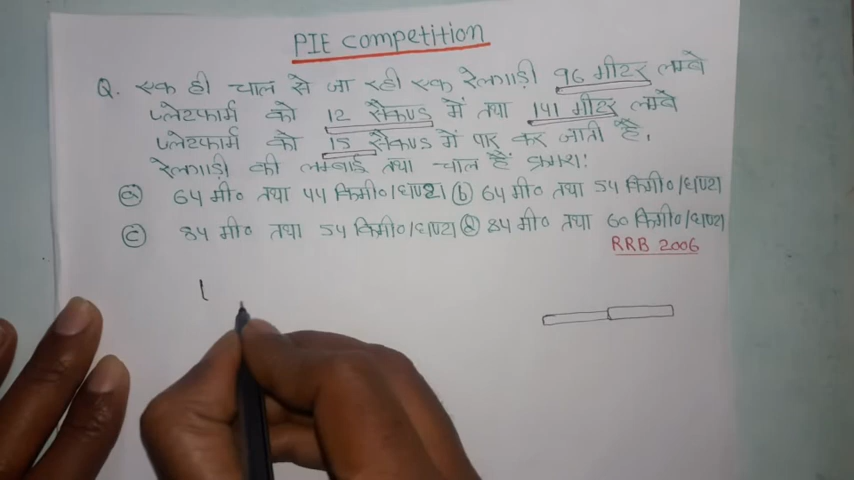 PIE Competition
Q. एक ही चाल से जा रही एक रेलगाड़ी 96 मीटर लम्बे
प्लेटफार्म को 12 सैकण्ड में तथा 141 मीटर लम्बे
प्लेटफार्म को 15 सैकण्ड में पार कर जाती है,
रेलगाड़ी की लम्बाई तथा चाल है क्रमशः!
ⓐ 64 मी० तथा 44 किमी०/घण्टा ⓑ 64 मी० तथा 54 किमी०/घण्टा
ⓒ 84 मी० तथा 54 किमी०/घण्टा ⓓ 84 मी० तथा 60 किमी०/घण्टा
RRB 2006
l